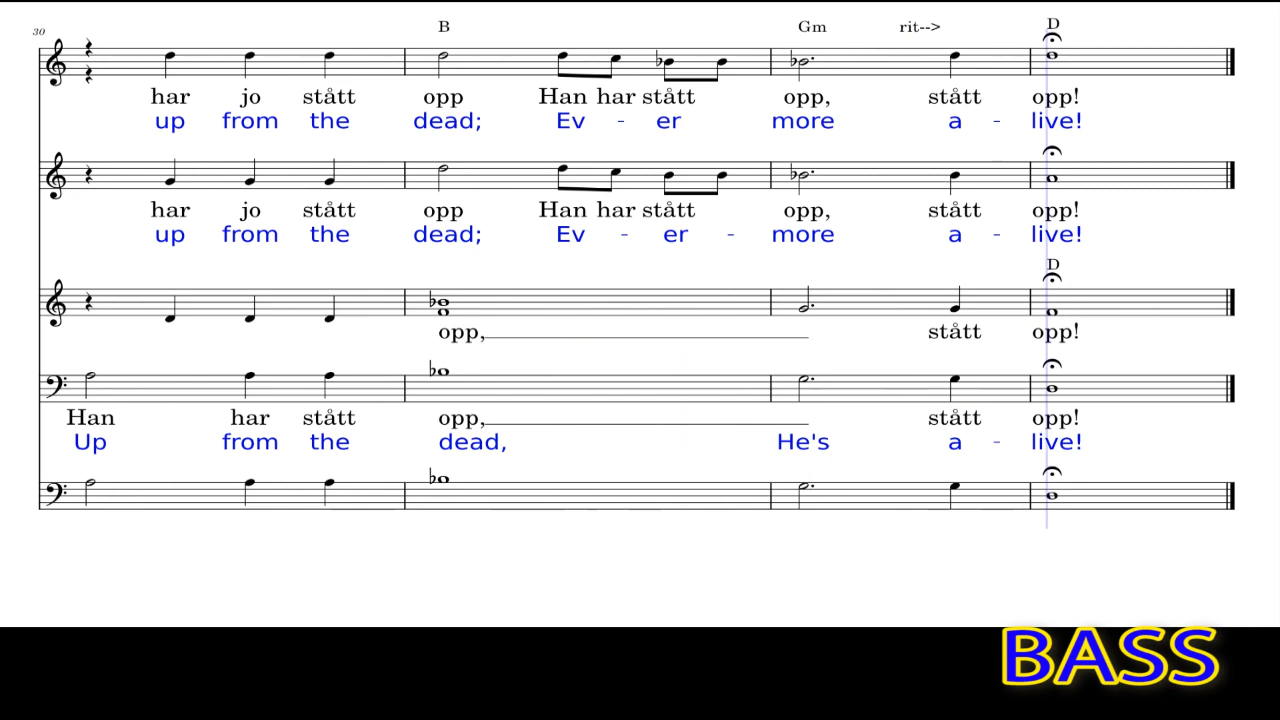 30
B Gm rit--> D
har jo stått opp Han har stått opp, stått opp!
up from the dead; Ev - er more a - live!
har jo stått opp Han har stått opp, stått opp!
up from the dead; Ev - er - more a - live!
D
opp, stått opp!
Han har stått opp, stått opp!
Up from the dead, He's a - live!
BASS